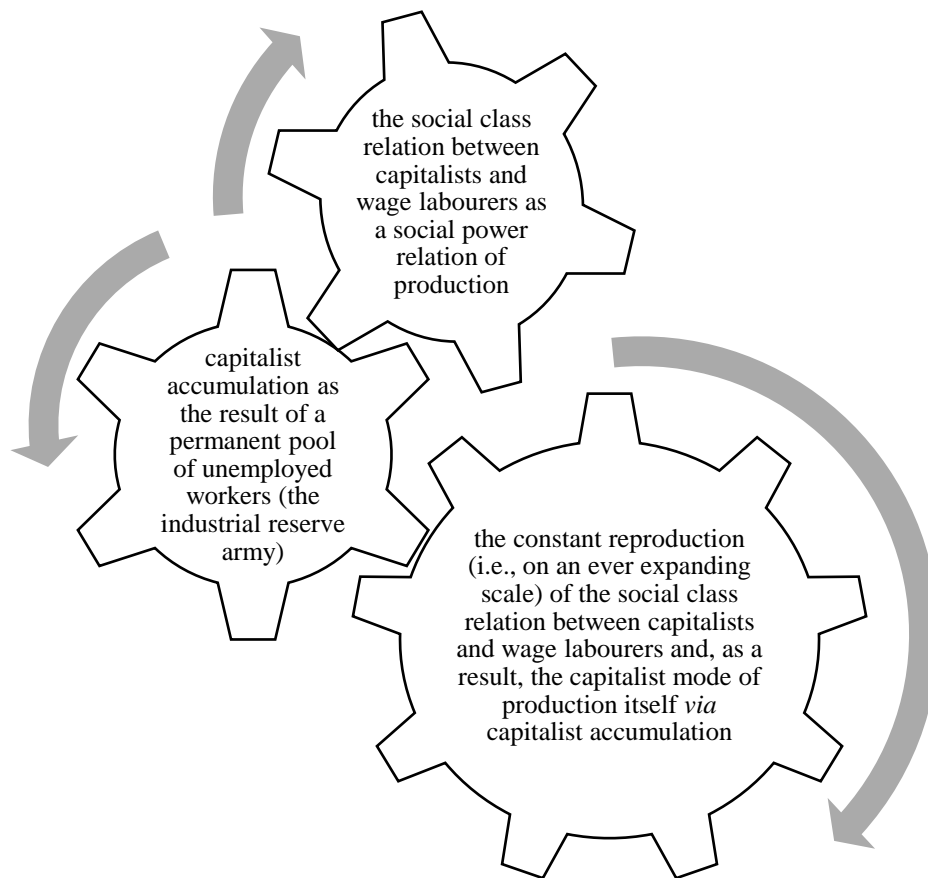 the social class
relation between
capitalists and
wage labourers as
a social power
relation of
production
capitalist
accumulation as
the result of a
permanent pool
of unemployed
workers (the
industrial reserve
army)
the constant reproduction
(i.e., on an ever expanding
scale) of the social class
relation between capitalists
and wage labourers and, as a
result, the capitalist mode of
production itself via
capitalist accumulation